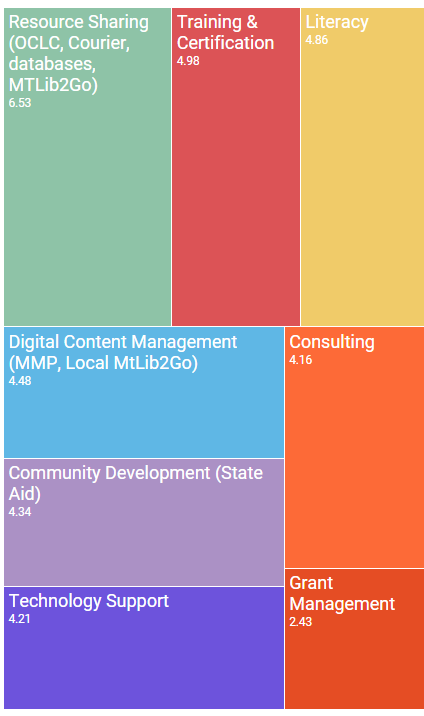 Resource Sharing
(OCLC, Courier,
databases,
MTLib2Go)
6.53
Training &
Certification
4.98
Literacy
4.86
Digital Content Management
(MMP, Local MtLib2Go)
4.48
Consulting
4.16
Community Development (State
Aid)
4.34
Grant
Management
2.43
Technology Support
4.21